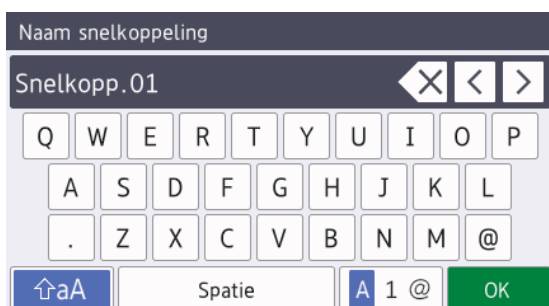 Naam snelkoppeling
Snelkopp.01
Q W E R T Y U I O P
A S D F G H J K L
. Z X C V B N M @
aA Spatie A 1 @ OK